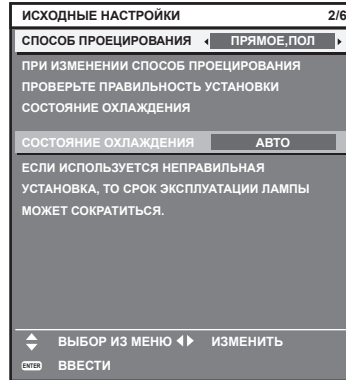 ИСХОДНЫЕ НАСТРОЙКИ 2/6
СПОСОБ ПРОЕЦИРОВАНИЯ ПРЯМОЕ,ПОЛ
ПРИ ИЗМЕНЕНИИ СПОСОБ ПРОЕЦИРОВАНИЯ
ПРОВЕРЬТЕ ПРАВИЛЬНОСТЬ УСТАНОВКИ
СОСТОЯНИЕ ОХЛАЖДЕНИЯ
СОСТОЯНИЕ ОХЛАЖДЕНИЯ АВТО
ЕСЛИ ИСПОЛЬЗУЕТСЯ НЕПРАВИЛЬНАЯ
УСТАНОВКА, ТО СРОК ЭКСПЛУАТАЦИИ ЛАМПЫ
МОЖЕТ СОКРАТИТЬСЯ.
ВЫБОР ИЗ МЕНЮ ИЗМЕНИТЬ
ENTER ВВЕСТИ